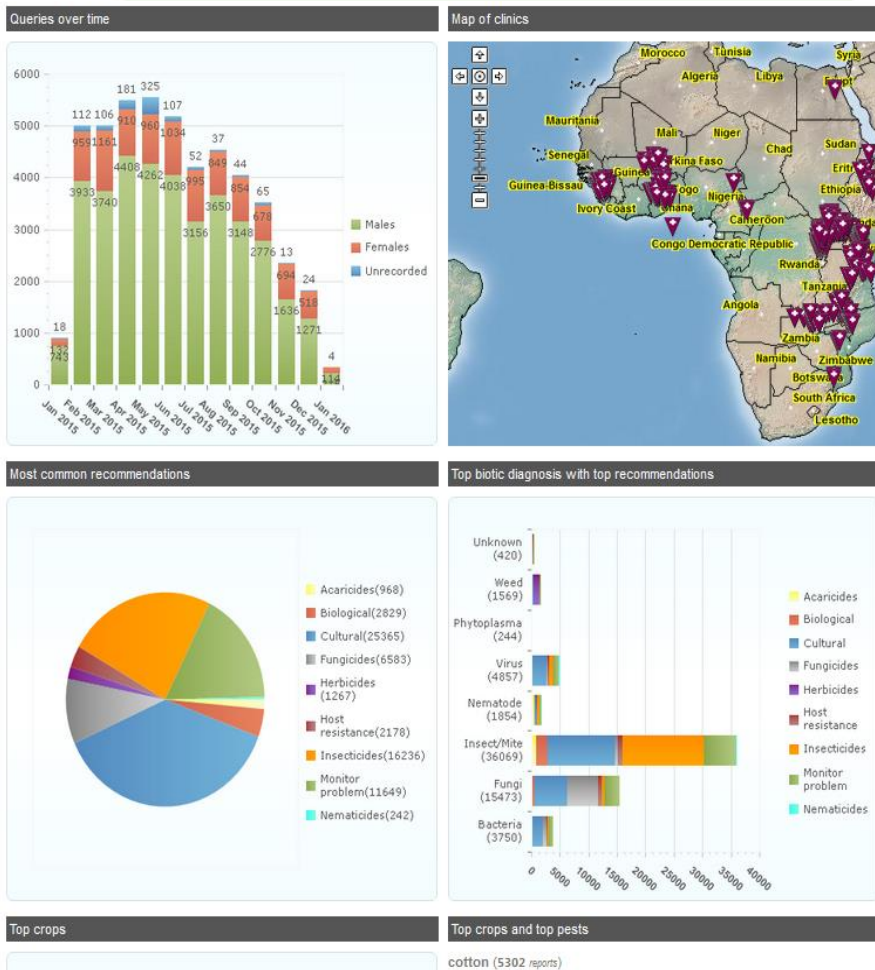 Queries over time
6000
5000
4000
3000
2000
1000
0
18
132
743
112
959
3933
106
1161
3740
181
910
4408
325
960
4262
107
1034
4038
52
995
3156
37
849
3650
44
854
3148
65
678
2776
13
694
1636
24
518
1271
4
114
Jan 2015
Feb 2015
Mar 2015
Apr 2015
May 2015
Jun 2015
Jul 2015
Aug 2015
Sep 2015
Oct 2015
Nov 2015
Dec 2015
Jan 2016
Males
Females
Unrecorded
Map of clinics
Morocco
Tunisia
Syria
Algeria
Libya
Egypt
Mauritania
Mali
Niger
Chad
Sudan
Senegal
Guinea
rkina Faso
Eritr
Guinea-Bissau
Togo
Nigeria
Ethiopia
Ivory Coast
Ghana
Cameroon
Congo Democratic Republic
Rwanda
Tanzania
Angola
Zambia
Namibia
Zimbabwe
Botswana
South Africa
Lesotho
Most common recommendations
Acaricides(968)
Biological(2829)
Cultural(25365)
Fungicides(6583)
Herbicides
(1267)
Host
resistance(2178)
Insecticides(16236)
Monitor
problem(11649)
Nematicides(242)
Top biotic diagnosis with top recommendations
Unknown
(420)
Weed
(1569)
Phytoplasma
(244)
Virus
(4857)
Nematode
(1854)
Insect/Mite
(36069)
Fungi
(15473)
Bacteria
(3750)
0
5000
10000
15000
20000
25000
30000
35000
40000
Acaricides
Biological
Cultural
Fungicides
Herbicides
Host
resistance
Insecticides
Monitor
problem
Nematicides
Top crops
Top crops and top pests
cotton (5302 reports)